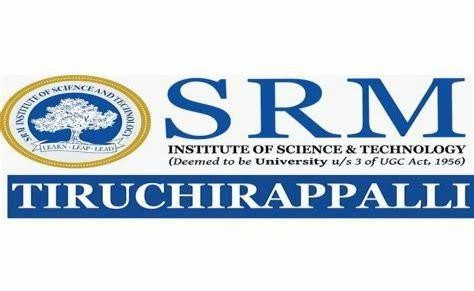 SRM INSTITUTE OF SCIENCE AND TECHNOLOGY
LEARN · LEAP · LEAD
SRM
INSTITUTE OF SCIENCE & TECHNOLOGY
(Deemed to be University u/s 3 of UGC Act, 1956)
TIRUCHIRAPPALLI